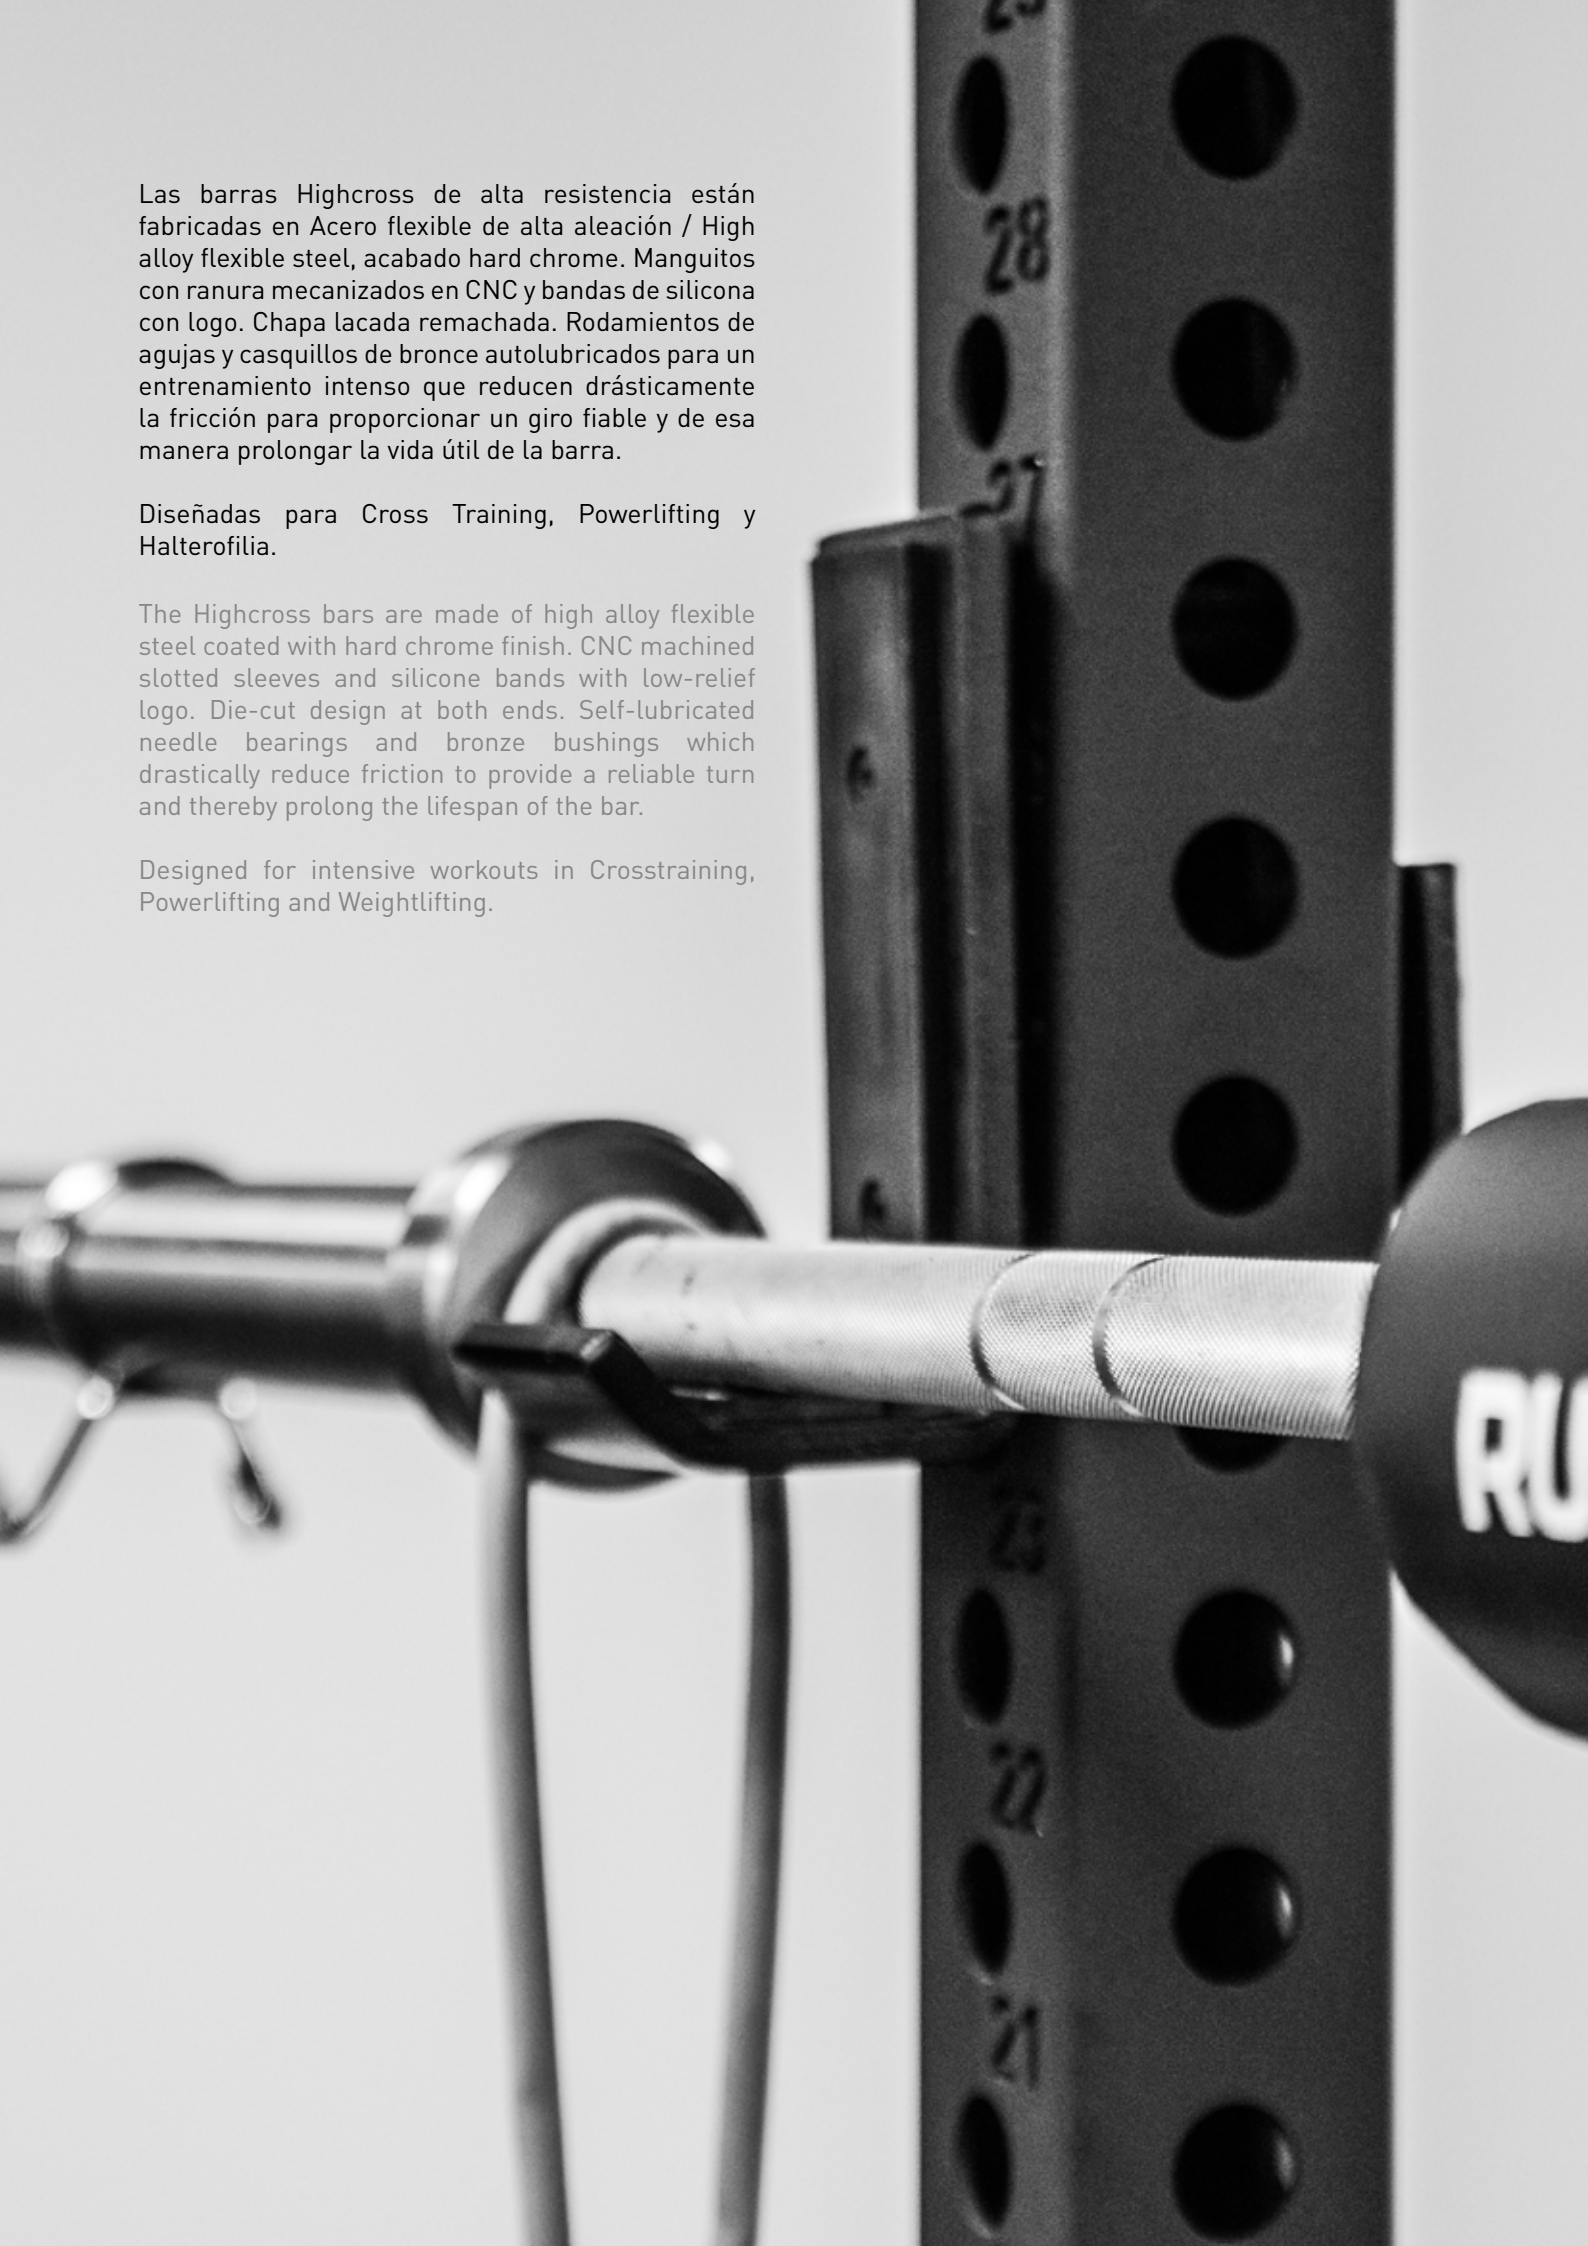 Las barras Highcross de alta resistencia están
fabricadas en Acero flexible de alta aleación / High
alloy flexible steel, acabado hard chrome. Manguitos
con ranura mecanizados en CNC y bandas de silicona
con logo. Chapa lacada remachada. Rodamientos de
agujas y casquillos de bronce autolubricados para un
entrenamiento intenso que reducen drásticamente
la fricción para proporcionar un giro fiable y de esa
manera prolongar la vida útil de la barra.
Diseñadas para Cross Training, Powerlifting y
Halterofilia.
The Highcross bars are made of high alloy flexible
steel coated with hard chrome finish. CNC machined
slotted sleeves and silicone bands with low-relief
logo. Die-cut design at both ends. Self-lubricated
needle bearings and bronze bushings which
drastically reduce friction to provide a reliable turn
and thereby prolong the lifespan of the bar.
Designed for intensive workouts in Crosstraining,
Powerlifting and Weightlifting.
28
27
RU
23
22
21